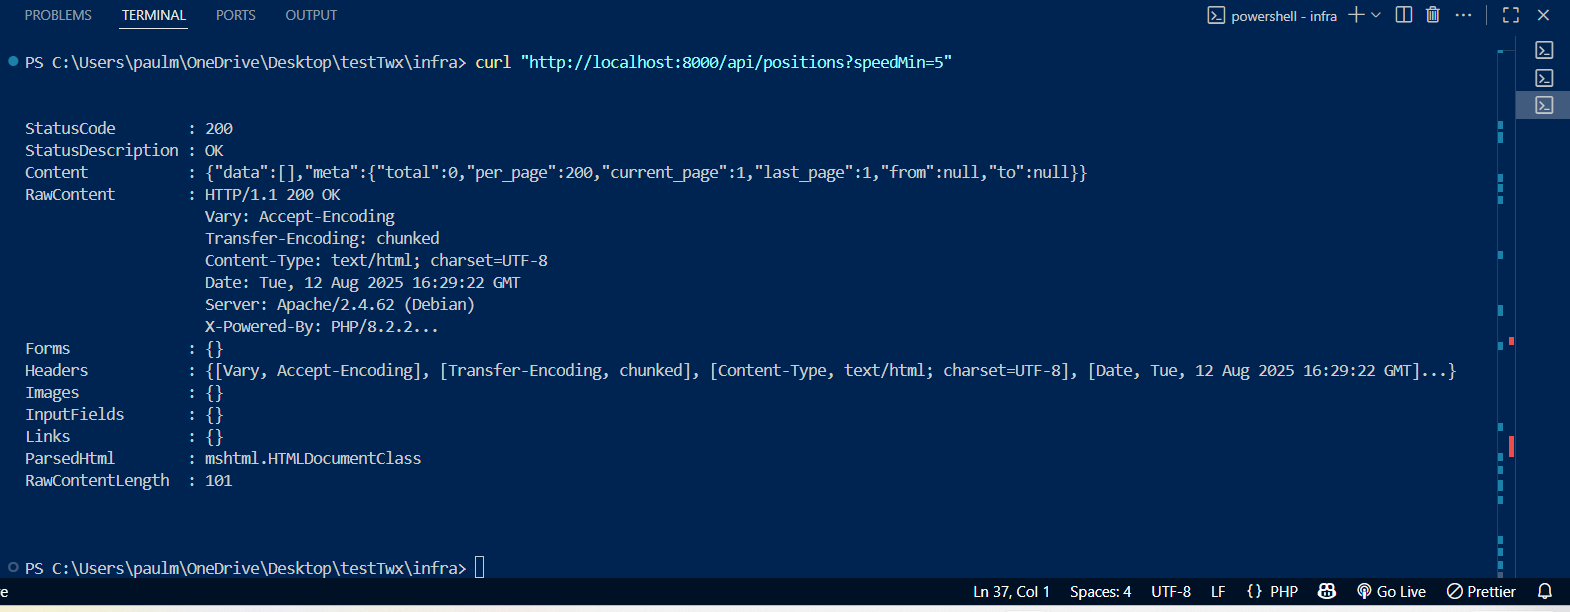 PROBLEMS TERMINAL PORTS OUTPUT powershell - infra
PS C:\Users\paulm\OneDrive\Desktop\testTwx\infra> curl "http://localhost:8000/api/positions?speedMin=5"
StatusCode : 200
StatusDescription : OK
Content : {"data":[],"meta":{"total":0,"per_page":200,"current_page":1,"last_page":1,"from":null,"to":null}}
RawContent : HTTP/1.1 200 OK
Vary: Accept-Encoding
Transfer-Encoding: chunked
Content-Type: text/html; charset=UTF-8
Date: Tue, 12 Aug 2025 16:29:22 GMT
Server: Apache/2.4.62 (Debian)
X-Powered-By: PHP/8.2.2...
Forms : {}
Headers : {[Vary, Accept-Encoding], [Transfer-Encoding, chunked], [Content-Type, text/html; charset=UTF-8], [Date, Tue, 12 Aug 2025 16:29:22 GMT]...}
Images : {}
InputFields : {}
Links : {}
ParsedHtml : mshtml.HTMLDocumentClass
RawContentLength : 101
PS C:\Users\paulm\OneDrive\Desktop\testTwx\infra>
e Ln 37, Col 1 Spaces: 4 UTF-8 LF {} PHP Go Live Prettier